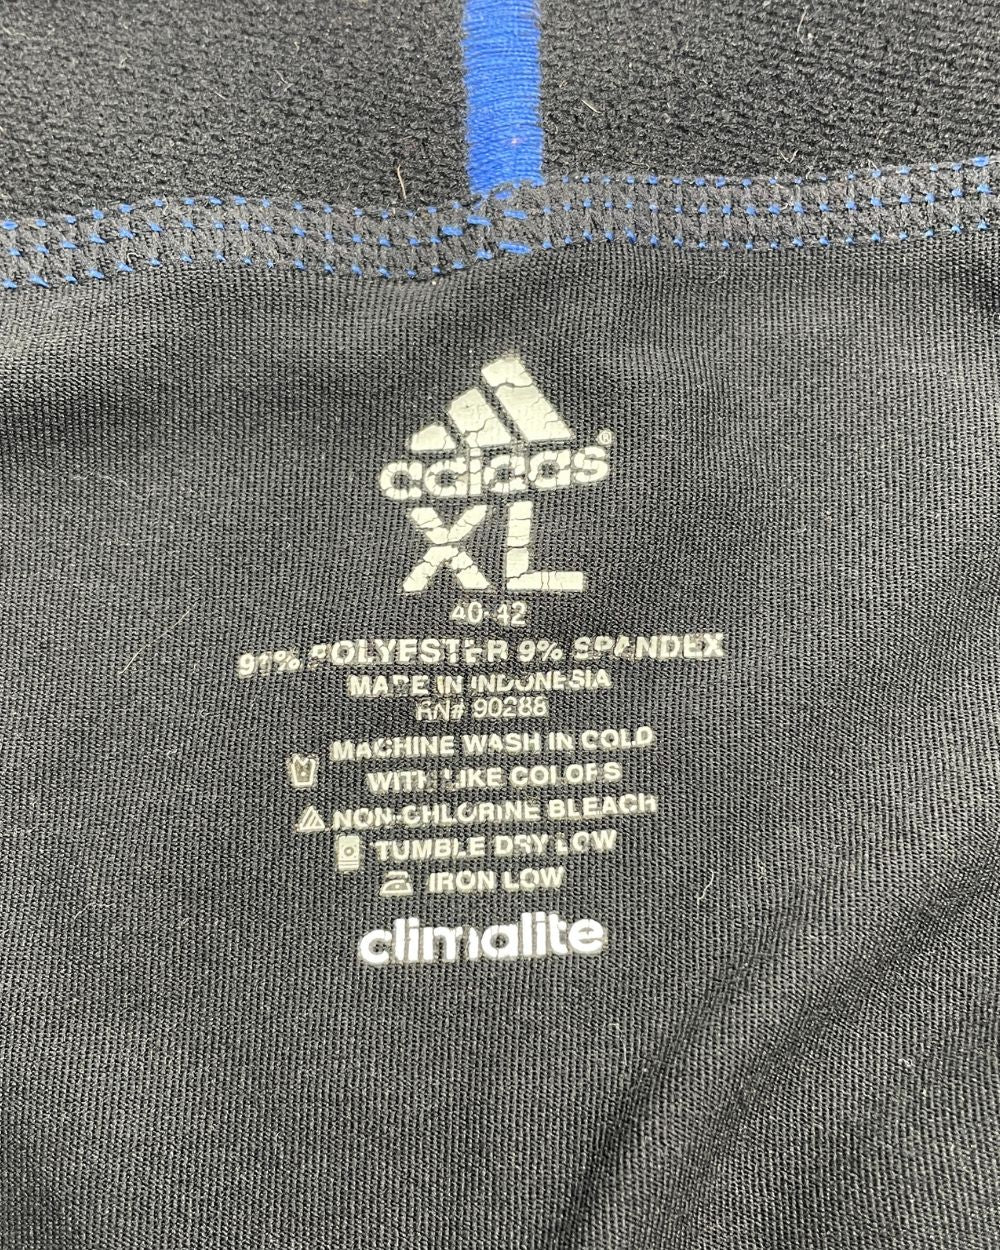 adidas®
XL
40-42
91% POLYESTER 9% SPANDEX
MADE IN INDONESIA
RN# 90288
MACHINE WASH IN COLD
WITH LIKE COLORS
NON-CHLORINE BLEACH
TUMBLE DRY LOW
IRON LOW
climalite